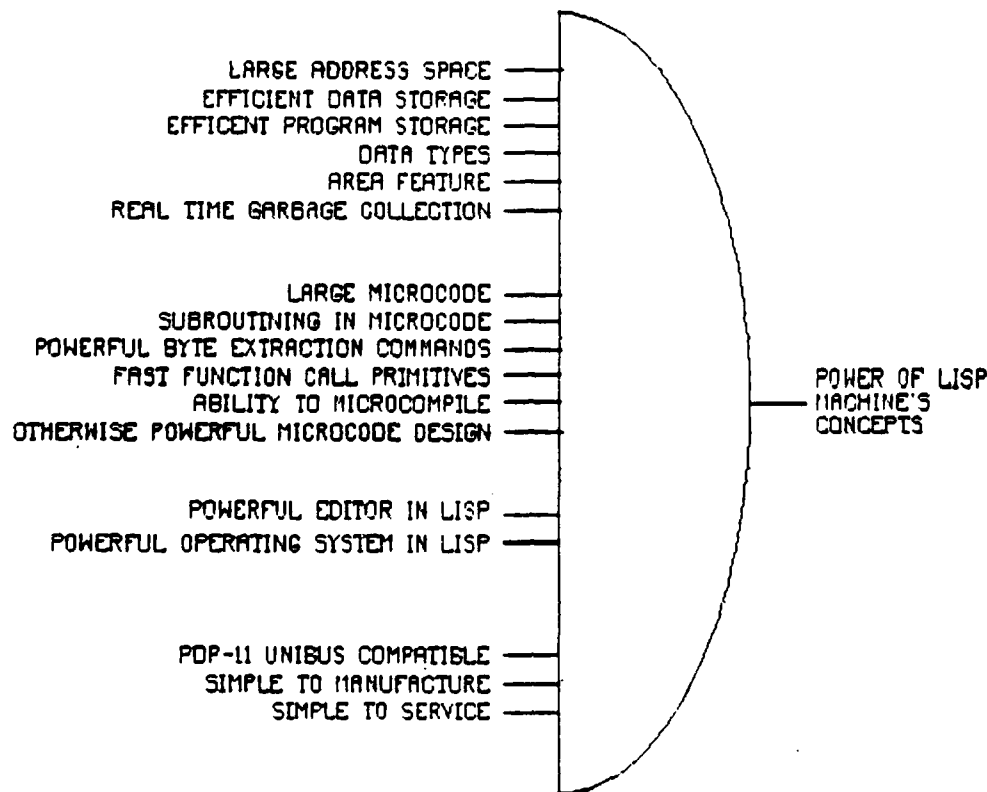 LARGE ADDRESS SPACE
EFFICIENT DATA STORAGE
EFFICENT PROGRAM STORAGE
DATA TYPES
AREA FEATURE
REAL TIME GARBAGE COLLECTION
LARGE MICROCODE
SUBROUTINING IN MICROCODE
POWERFUL BYTE EXTRACTION COMMANDS
FAST FUNCTION CALL PRIMITIVES
ABILITY TO MICROCOMPILE
OTHERWISE POWERFUL MICROCODE DESIGN
POWERFUL EDITOR IN LISP
POWERFUL OPERATING SYSTEM IN LISP
PDP-11 UNIBUS COMPATIBLE
SIMPLE TO MANUFACTURE
SIMPLE TO SERVICE
POWER OF LISP
MACHINE'S
CONCEPTS